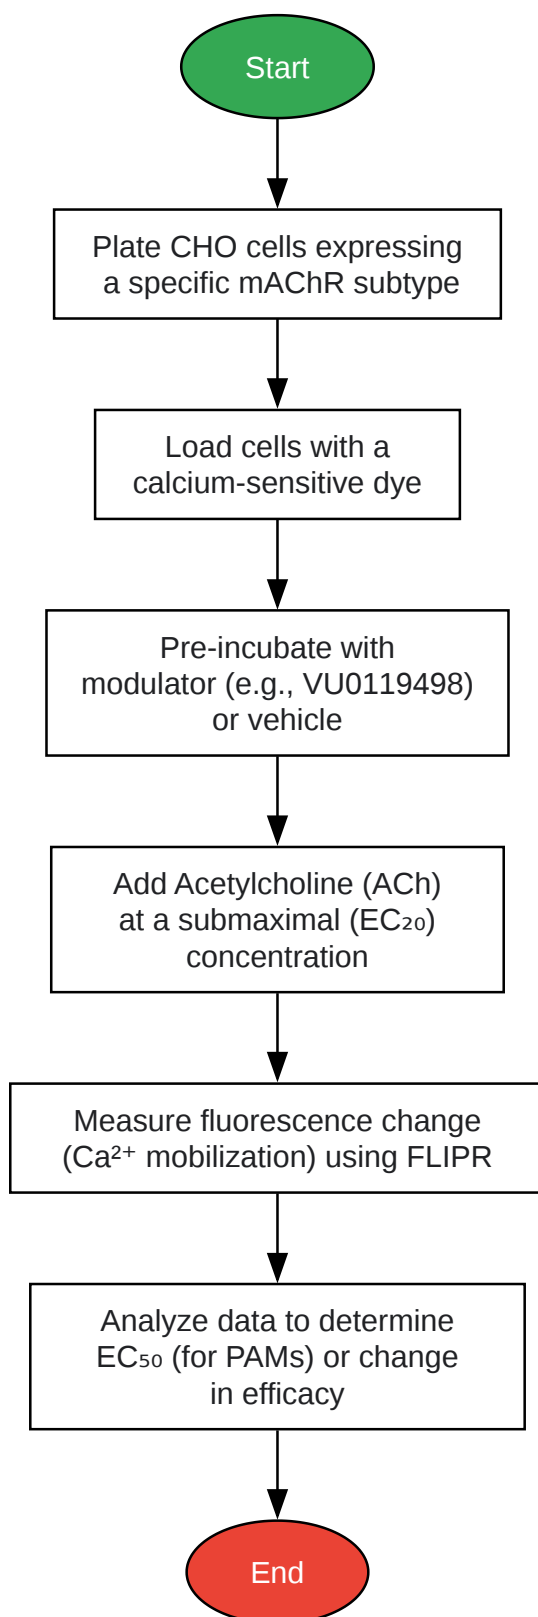 Start
Plate CHO cells expressing
a specific mAChR subtype
Load cells with a
calcium-sensitive dye
Pre-incubate with
modulator (e.g., VU0119498)
or vehicle
Add Acetylcholine (ACh)
at a submaximal (EC₂₀)
concentration
Measure fluorescence change
(Ca²⁺ mobilization) using FLIPR
Analyze data to determine
EC₅₀ (for PAMs) or change
in efficacy
End